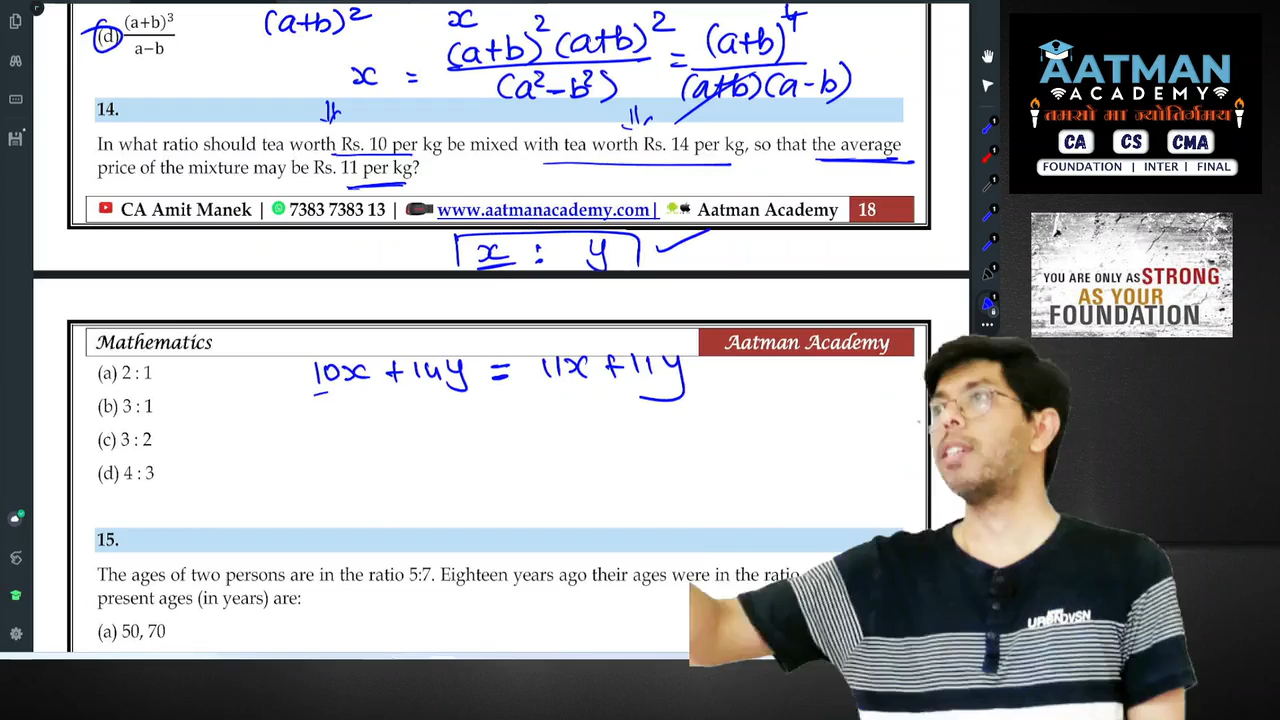 (d) (a+b)³ / a−b
(a+b)²
x
x = (a+b)² (a+b)² / (a²−b²) = (a+b)⁴ / (a+b)(a−b)
14.
In what ratio should tea worth Rs. 10 per kg be mixed with tea worth Rs. 14 per kg, so that the average
price of the mixture may be Rs. 11 per kg?
CA Amit Manek | 7383 7383 13 | www.aatmanacademy.com| Aatman Academy 18
x : y
Mathematics Aatman Academy
10x + 14y = 11x + 11y
(a) 2 : 1
(b) 3 : 1
(c) 3 : 2
(d) 4 : 3
15.
The ages of two persons are in the ratio 5:7. Eighteen years ago their ages were in the ratio
present ages (in years) are:
(a) 50, 70
AATMAN
ACADEMY
तमसो मा ज्योतिर्गमय
CA CS CMA
FOUNDATION | INTER | FINAL
YOU ARE ONLY AS STRONG
AS YOUR
FOUNDATION